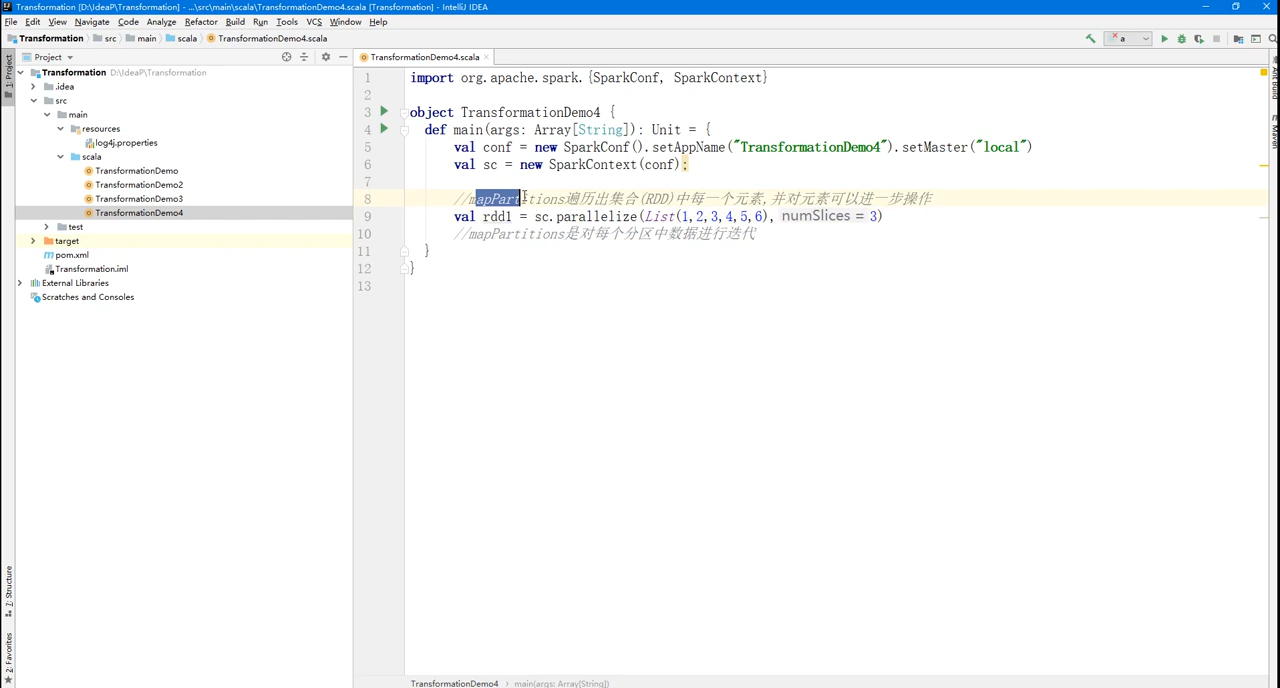 Transformation [D:\IdeaP\Transformation] - ...\src\main\scala\TransformationDemo4.scala [Transformation] - IntelliJ IDEA
File Edit View Navigate Code Analyze Refactor Build Run Tools VCS Window Help
Transformation src main scala TransformationDemo4.scala
a
1: Project
Project
TransformationDemo4.scala
Transformation D:\IdeaP\Transformation
.idea
src
main
resources
log4j.properties
scala
TransformationDemo
TransformationDemo2
TransformationDemo3
TransformationDemo4
test
target
pom.xml
Transformation.iml
External Libraries
Scratches and Consoles
1 import org.apache.spark.{SparkConf, SparkContext}
2
3 object TransformationDemo4 {
4 def main(args: Array[String]): Unit = {
5 val conf = new SparkConf().setAppName("TransformationDemo4").setMaster("local")
6 val sc = new SparkContext(conf);
7
8 //mapPartitions遍历出集合(RDD)中每一个元素,并对元素可以进一步操作
9 val rdd1 = sc.parallelize(List(1,2,3,4,5,6), numSlices = 3)
10 //mapPartitions是对每个分区中数据进行迭代
11 }
12 }
13
Maven
7: Structure
2: Favorites
TransformationDemo4 › main(args: Array[String])